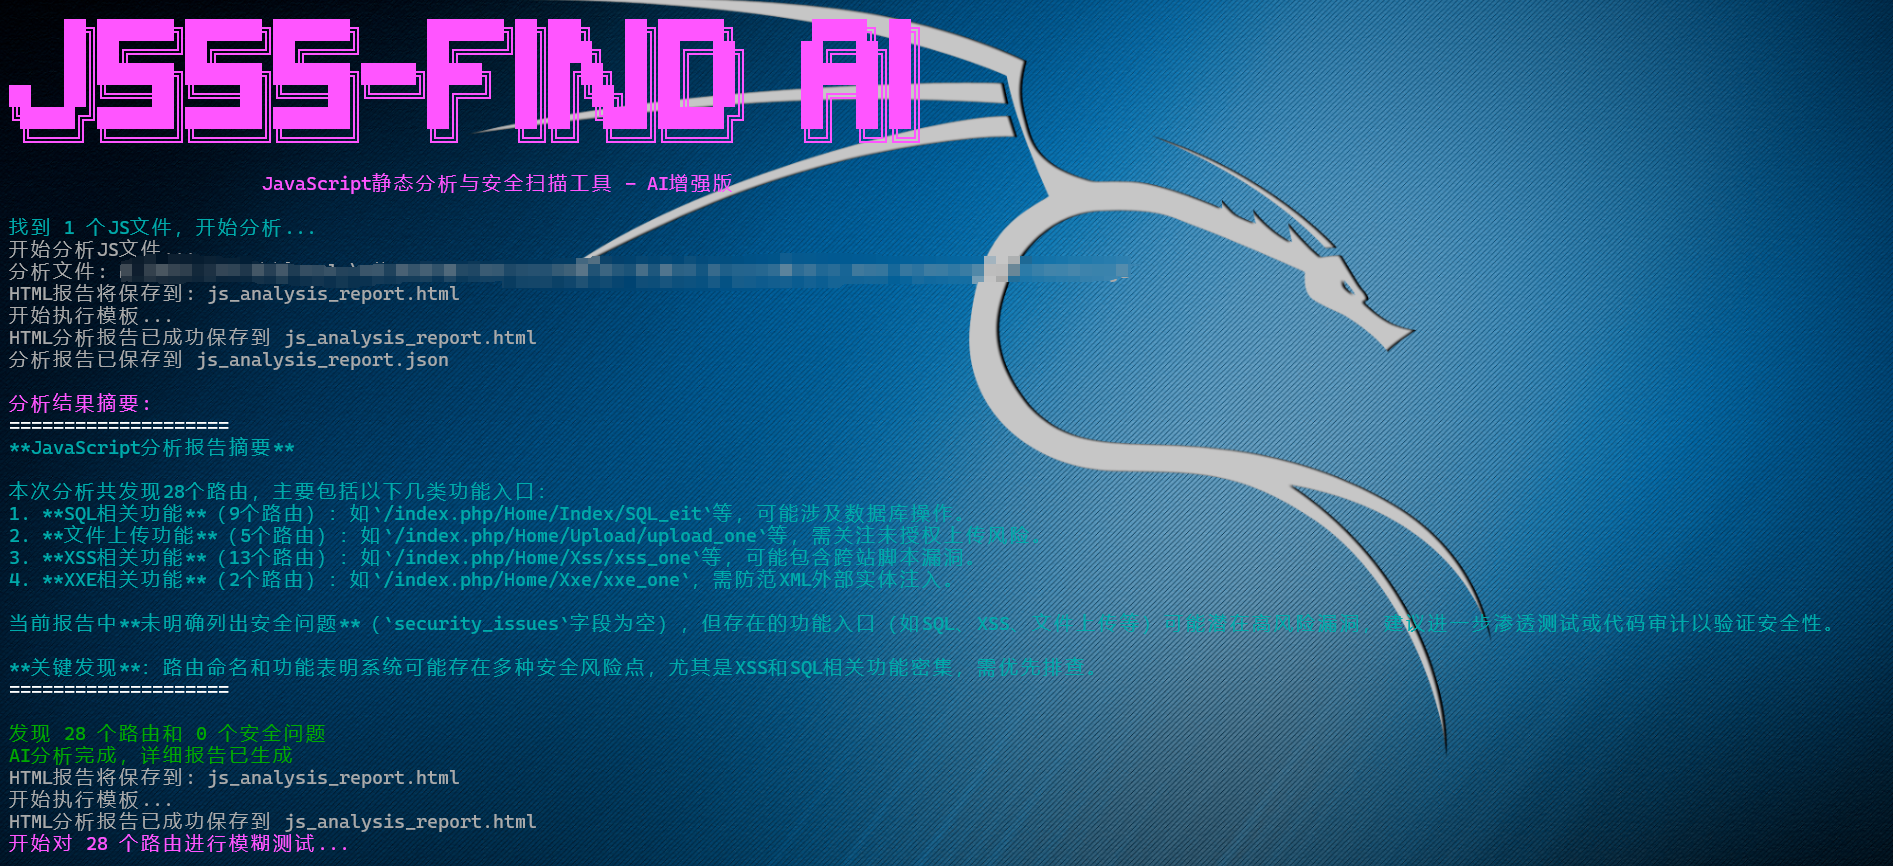 JSSS-FIND AI
JavaScript静态分析与安全扫描工具 - AI增强版
找到 1 个JS文件, 开始分析...
开始分析JS文件...
分析文件:
HTML报告将保存到: js_analysis_report.html
开始执行模板...
HTML分析报告已成功保存到 js_analysis_report.html
分析报告已保存到 js_analysis_report.json
分析结果摘要:
====================
**JavaScript分析报告摘要**
本次分析共发现28个路由, 主要包括以下几类功能入口:
1. **SQL相关功能** (9个路由) : 如`/index.php/Home/Index/SQL_eit`等, 可能涉及数据库操作。
2. **文件上传功能** (5个路由) : 如`/index.php/Home/Upload/upload_one`等, 需关注未授权上传风险。
3. **XSS相关功能** (13个路由) : 如`/index.php/Home/Xss/xss_one`等, 可能包含跨站脚本漏洞。
4. **XXE相关功能** (2个路由) : 如`/index.php/Home/Xxe/xxe_one`, 需防范XML外部实体注入。
当前报告中**未明确列出安全问题** (`security_issues`字段为空) , 但存在的功能入口 (如SQL、XSS、文件上传等) 可能潜在高风险漏洞, 建议进一步渗透测试或代码审计以验证安全性。
**关键发现**: 路由命名和功能表明系统可能存在多种安全风险点, 尤其是XSS和SQL相关功能密集, 需优先排查。
====================
发现 28 个路由和 0 个安全问题
AI分析完成, 详细报告已生成
HTML报告将保存到: js_analysis_report.html
开始执行模板...
HTML分析报告已成功保存到 js_analysis_report.html
开始对 28 个路由进行模糊测试...